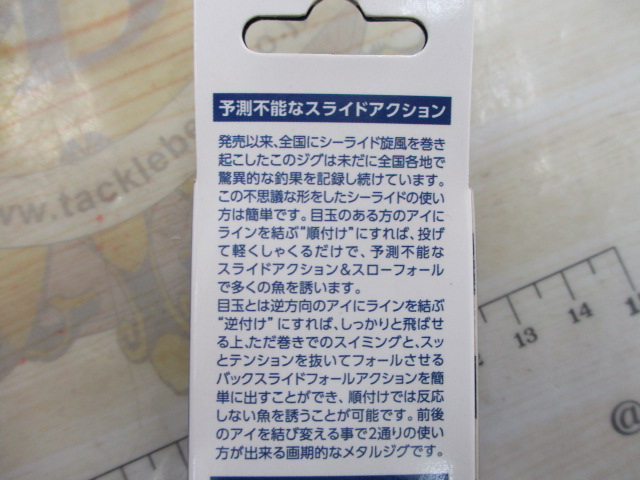 予測不能なスライドアクション
発売以来、全国にシーライド旋風を巻き
起こしたこのジグは未だに全国各地で
驚異的な釣果を記録し続けています。
この不思議な形をしたシーライドの使い
方は簡単です。目玉のある方のアイに
ラインを結ぶ"順付け"にすれば、投げ
て軽くしゃくるだけで、予測不能な
スライドアクション&スローフォール
で多くの魚を誘います。
目玉とは逆方向のアイにラインを結ぶ
"逆付け"にすれば、しっかりと飛ばせ
る上、ただ巻きでのスイミングと、スッ
とテンションを抜いてフォールさせる
バックスライドフォールアクションを簡
単に出すことができ、順付けでは反応
しない魚を誘うことが可能です。前後
のアイを結び変える事で2通りの使い
方が出来る画期的なメタルジグです。
www.tacklebe
12 13 14 15
@